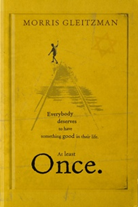 MORRIS GLEITZMAN
Everybody
deserves
to have
something good in their life.
At least
Once.